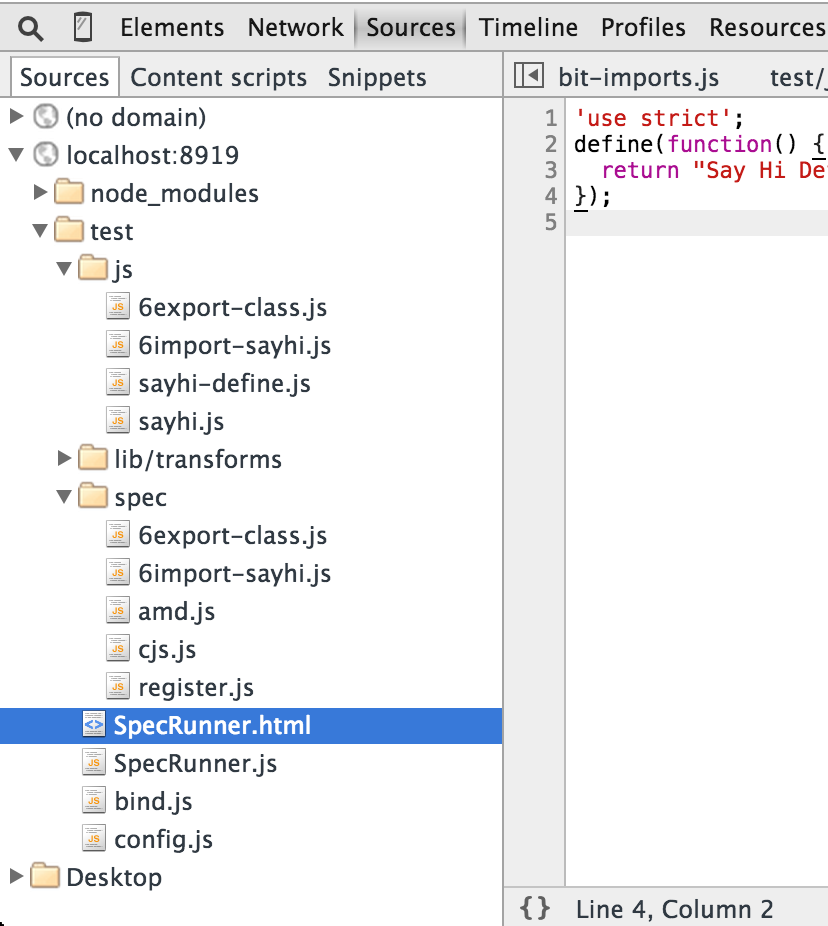 Elements Network Sources Timeline Profiles Resources
Sources Content scripts Snippets
(no domain)
localhost:8919
node_modules
test
js
6export-class.js
6import-sayhi.js
sayhi-define.js
sayhi.js
lib/transforms
spec
6export-class.js
6import-sayhi.js
amd.js
cjs.js
register.js
SpecRunner.html
SpecRunner.js
bind.js
config.js
Desktop
bit-imports.js test/
1 'use strict';
2 define(function() {
3 return "Say Hi De
4 });
5
{} Line 4, Column 2